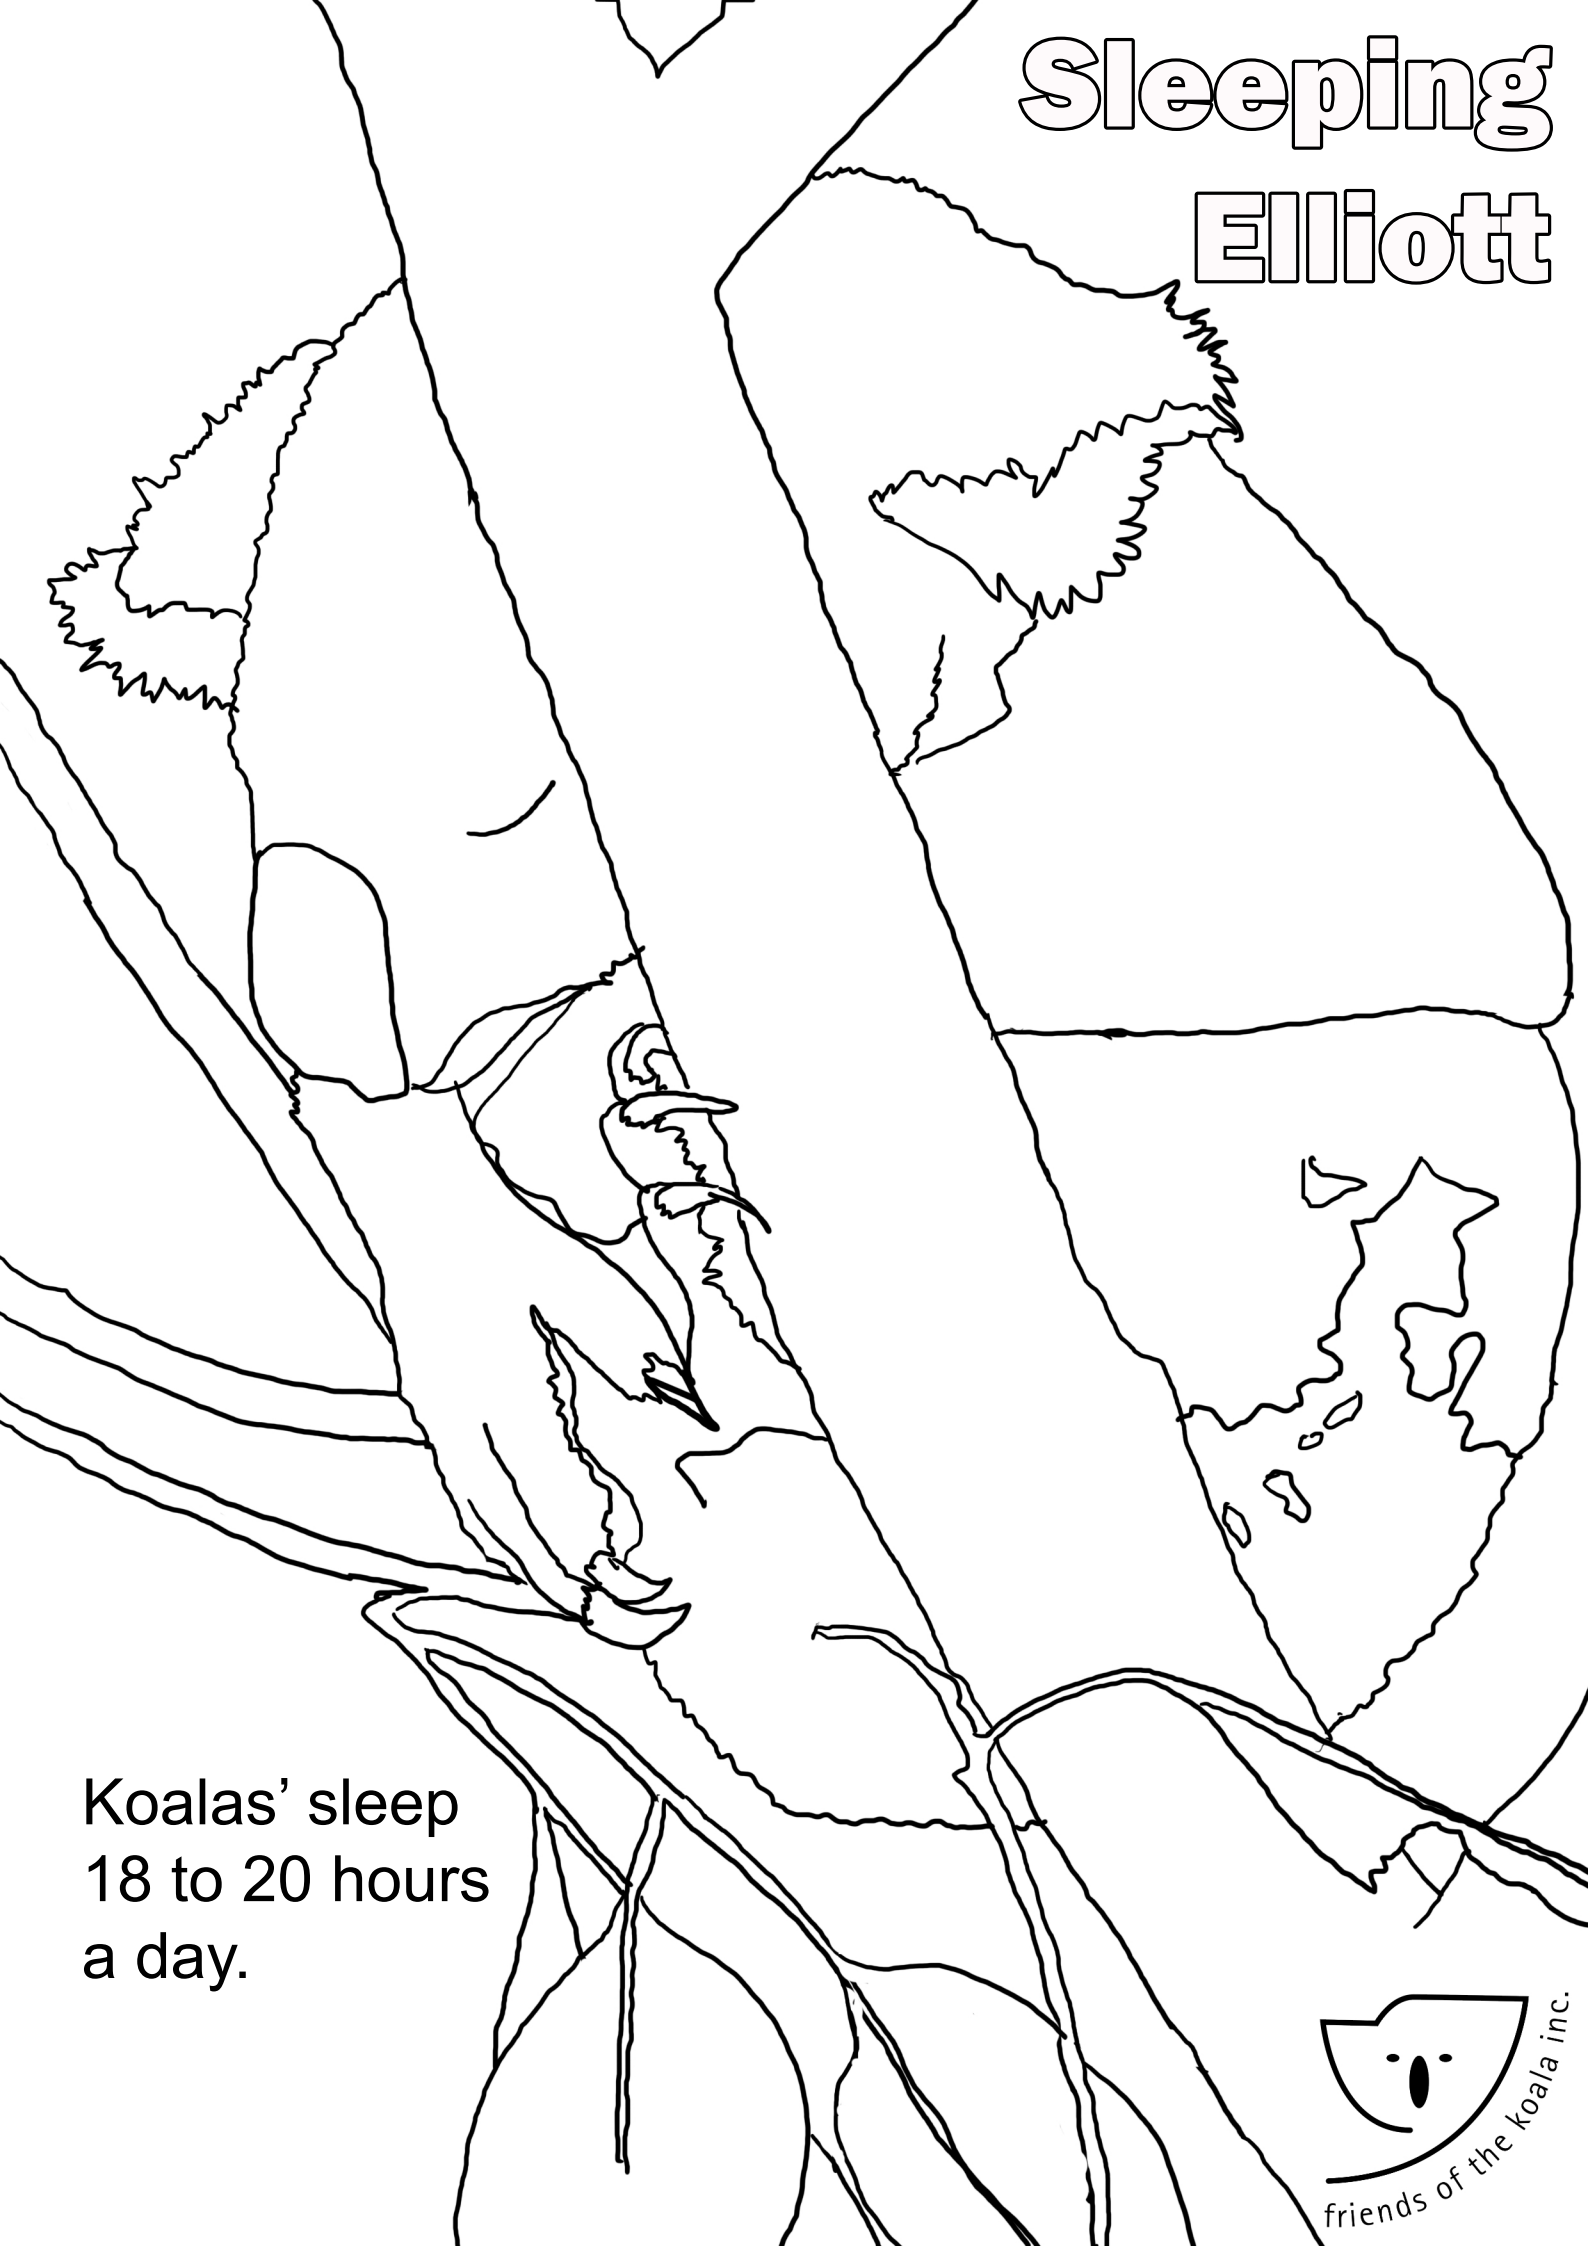 Sleeping
Elliott
Koalas’ sleep
18 to 20 hours
a day.
friends of the koala inc.